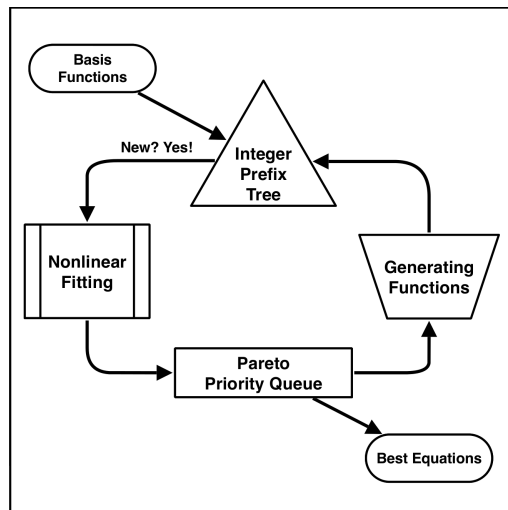 Basis
Functions
New? Yes!
Integer
Prefix
Tree
Nonlinear
Fitting
Generating
Functions
Pareto
Priority Queue
Best Equations